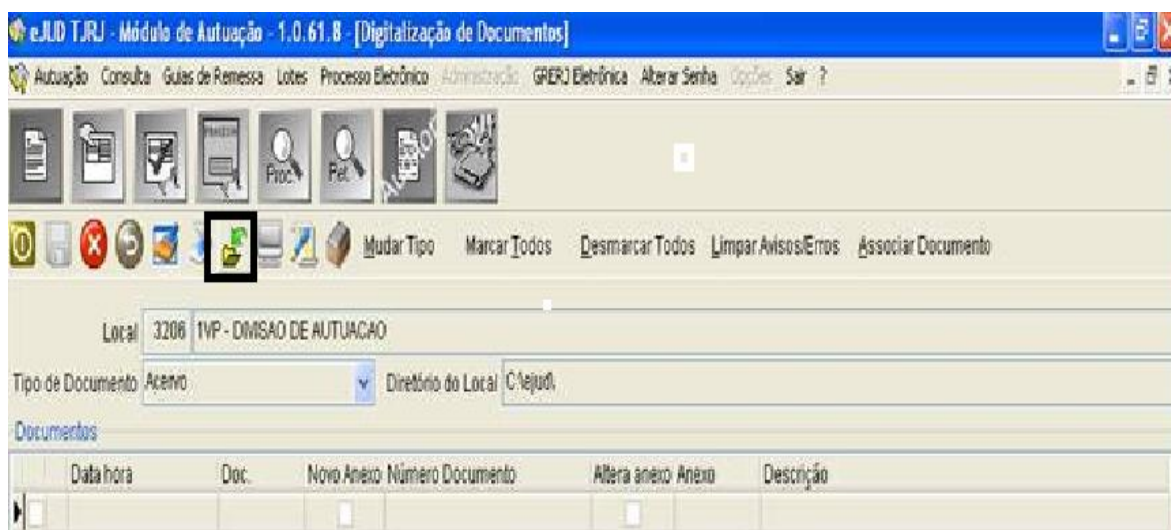 eJUD TJRJ - Módulo de Autuação - 1.0.61.8 - [Digitalização de Documentos]
Autuação Consulta Guias de Remessa Lotes Processo Eletrônico Administração GRERJ Eletrônica Alterar Senha Opções Sair ?
Proc. Pet.
Mudar Tipo Marcar Todos Desmarcar Todos Limpar Avisos/Erros Associar Documento
Local 3206 1VP - DIVISAO DE AUTUACAO
Tipo de Documento Acervo Diretório do Local C:\ejud\
Documentos
Data hora Doc. Novo Anexo Número Documento Altera anexo Anexo Descrição